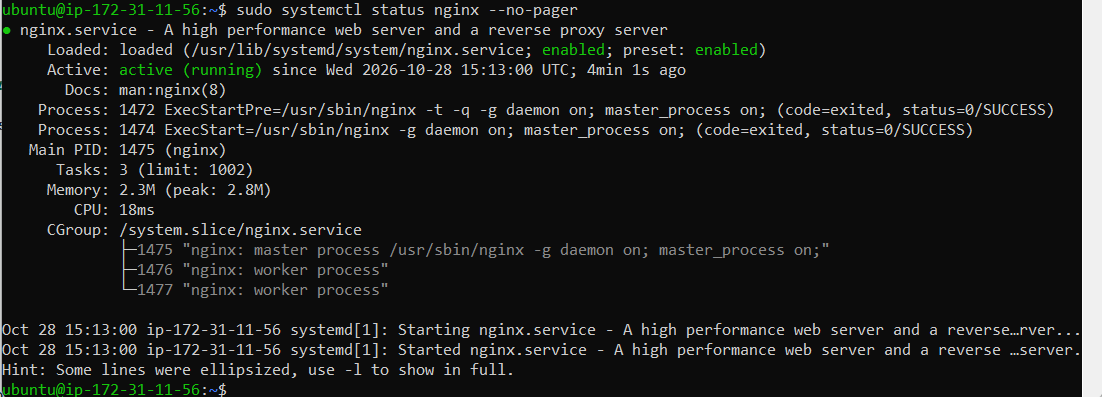 ubuntu@ip-172-31-11-56:~$ sudo systemctl status nginx --no-pager
● nginx.service - A high performance web server and a reverse proxy server
     Loaded: loaded (/usr/lib/systemd/system/nginx.service; enabled; preset: enabled)
     Active: active (running) since Wed 2026-10-28 15:13:00 UTC; 4min 1s ago
       Docs: man:nginx(8)
    Process: 1472 ExecStartPre=/usr/sbin/nginx -t -q -g daemon on; master_process on; (code=exited, status=0/SUCCESS)
    Process: 1474 ExecStart=/usr/sbin/nginx -g daemon on; master_process on; (code=exited, status=0/SUCCESS)
   Main PID: 1475 (nginx)
      Tasks: 3 (limit: 1002)
     Memory: 2.3M (peak: 2.8M)
        CPU: 18ms
     CGroup: /system.slice/nginx.service
             ├─1475 "nginx: master process /usr/sbin/nginx -g daemon on; master_process on;"
             ├─1476 "nginx: worker process"
             └─1477 "nginx: worker process"

Oct 28 15:13:00 ip-172-31-11-56 systemd[1]: Starting nginx.service - A high performance web server and a reverse…rver...
Oct 28 15:13:00 ip-172-31-11-56 systemd[1]: Started nginx.service - A high performance web server and a reverse …server.
Hint: Some lines were ellipsized, use -l to show in full.
ubuntu@ip-172-31-11-56:~$